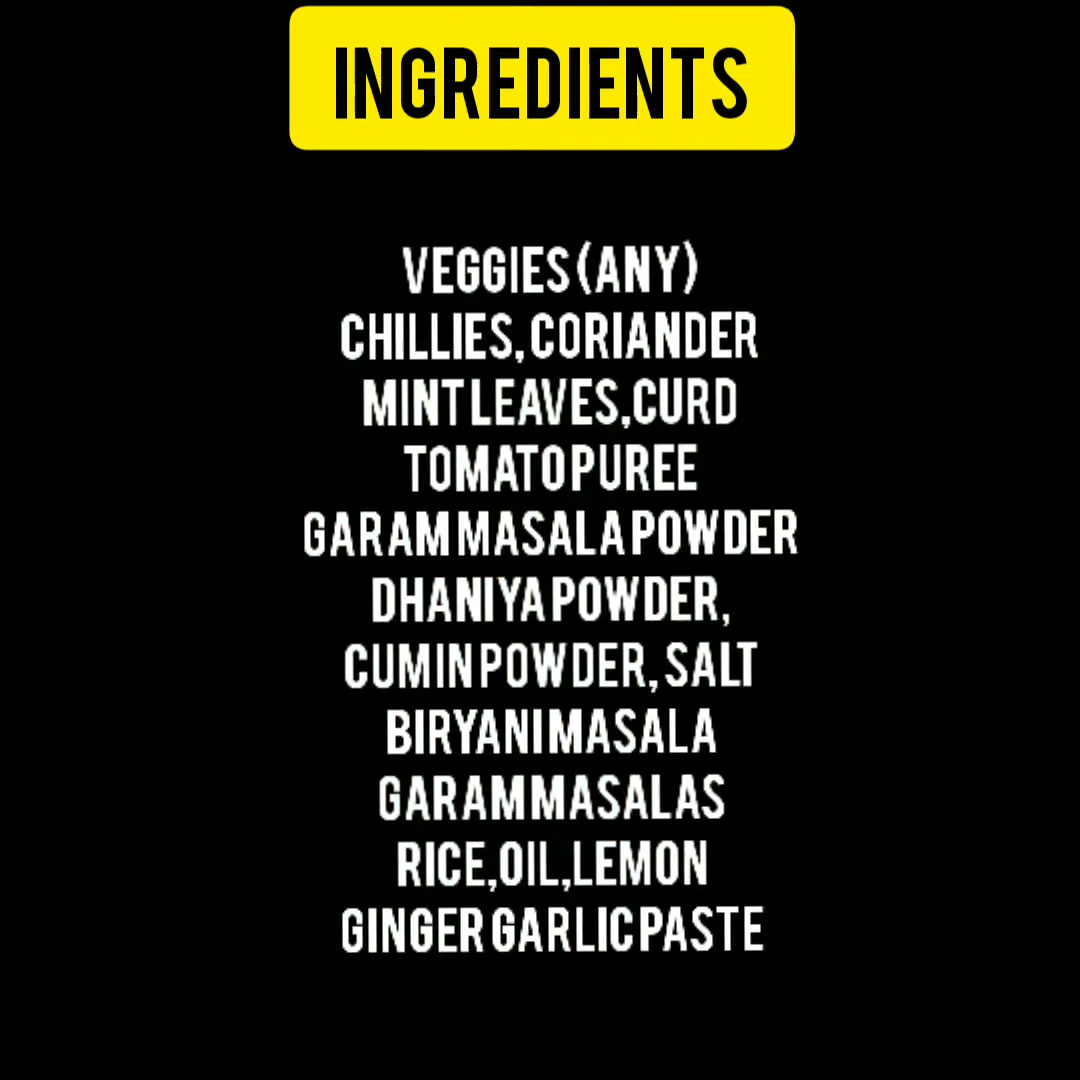 INGREDIENTS
VEGGIES (ANY)
CHILLIES, CORIANDER
MINT LEAVES,CURD
TOMATO PUREE
GARAM MASALA POWDER
DHANIYA POWDER,
CUMIN POWDER, SALT
BIRYANI MASALA
GARAM MASALAS
RICE,OIL,LEMON
GINGER GARLIC PASTE